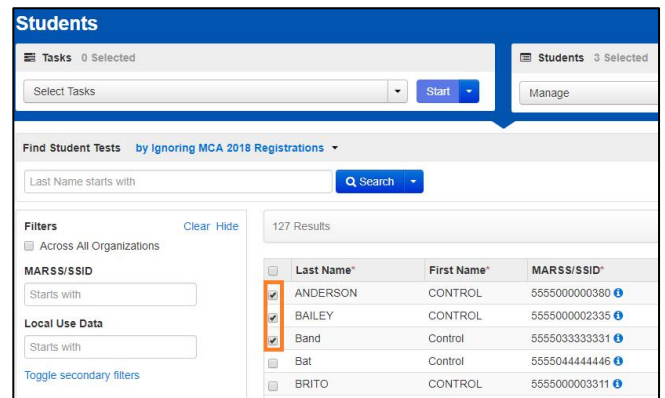 Students
Tasks 0 Selected
Students 3 Selected
Select Tasks
Start
Manage
Find Student Tests by Ignoring MCA 2018 Registrations
Last Name starts with
Search
Filters Clear Hide
127 Results
Across All Organizations
MARSS/SSID
Last Name* First Name* MARSS/SSID*
Starts with
ANDERSON CONTROL 5555000000380
BAILEY CONTROL 5555000002335
Local Use Data
Band Control 5555033333331
Starts with
Bat Control 5555044444446
Toggle secondary filters
BRITO CONTROL 5555000003311